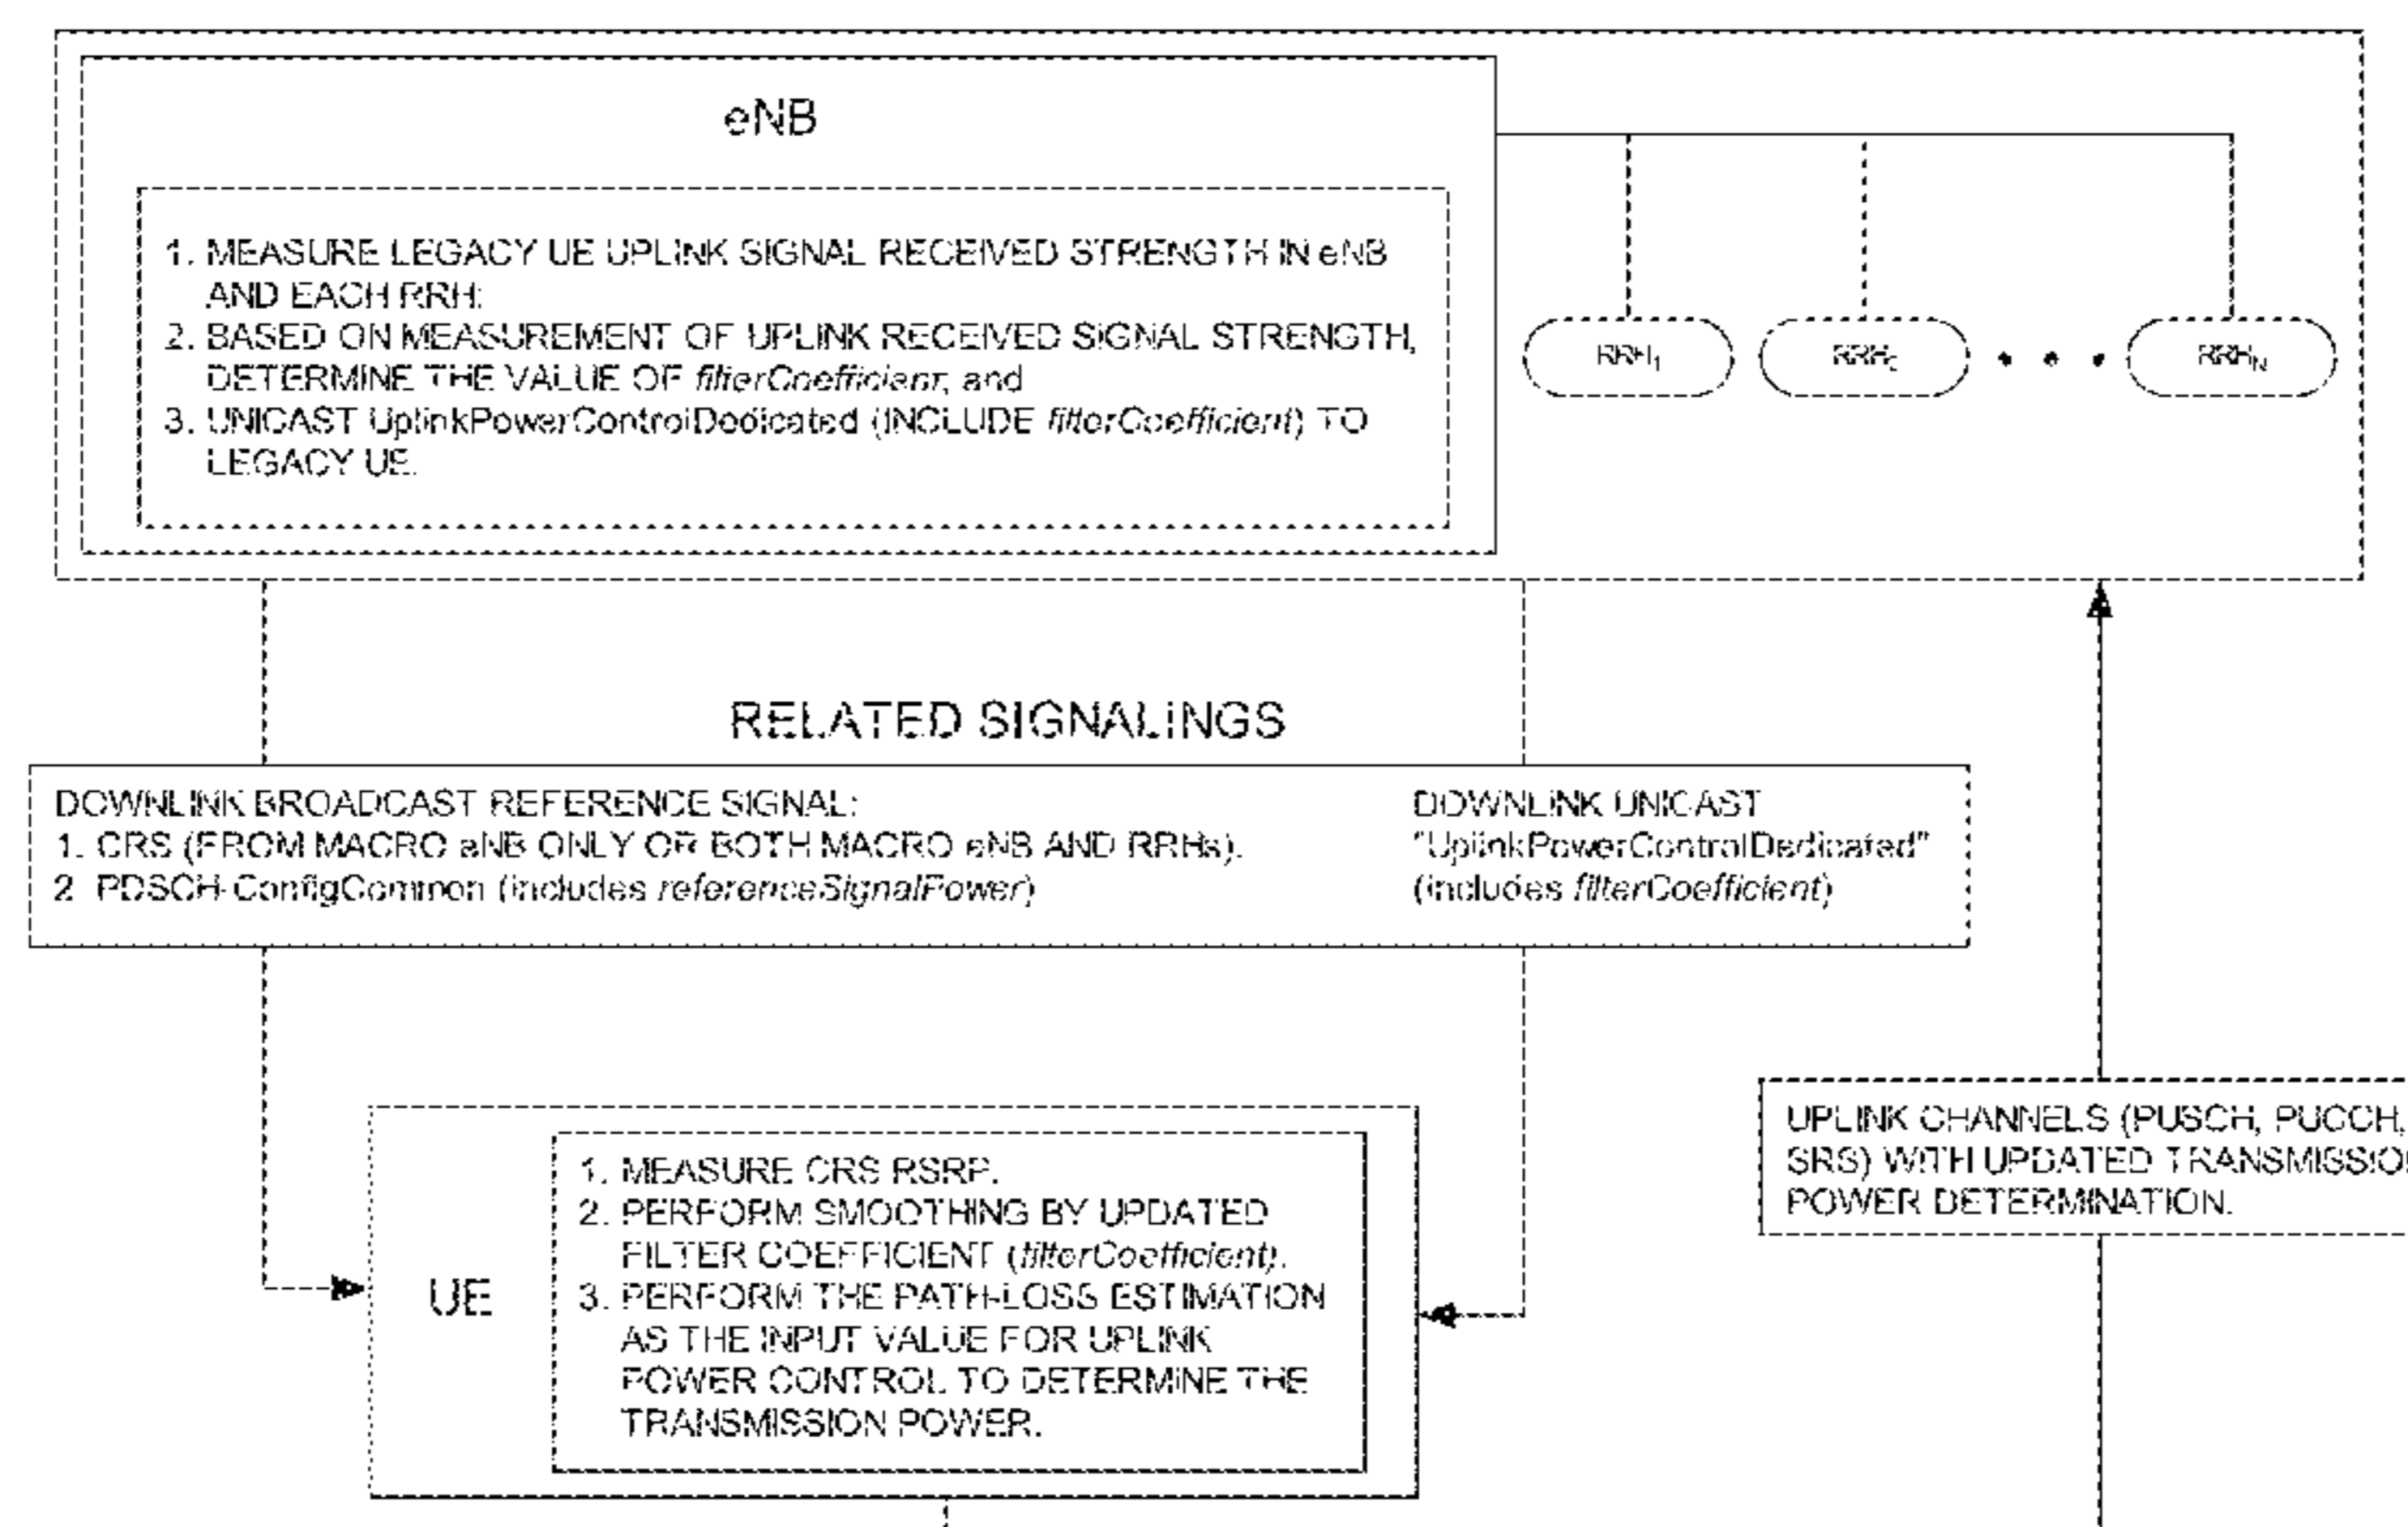 eNB
1. MEASURE LEGACY UE UPLINK SIGNAL RECEIVED STRENGTH IN eNB
AND EACH RRH;
2. BASED ON MEASUREMENT OF UPLINK RECEIVED SIGNAL STRENGTH,
DETERMINE THE VALUE OF filterCoefficient; and
3. UNICAST UplinkPowerControlDedicated (INCLUDE filterCoefficient) TO
LEGACY UE.
RRH1
RRH2
• • •
RRHN
RELATED SIGNALINGS
DOWNLINK BROADCAST REFERENCE SIGNAL:
1. CRS (FROM MACRO eNB ONLY OR BOTH MACRO eNB AND RRHs).
2. PDSCH-ConfigCommon (includes referenceSignalPower)
DOWNLINK UNICAST
"UplinkPowerControlDedicated"
(includes filterCoefficient)
UE
1. MEASURE CRS RSRP.
2. PERFORM SMOOTHING BY UPDATED
FILTER COEFFICIENT (filterCoefficient).
3. PERFORM THE PATH-LOSS ESTIMATION
AS THE INPUT VALUE FOR UPLINK
POWER CONTROL TO DETERMINE THE
TRANSMISSION POWER.
UPLINK CHANNELS (PUSCH, PUCCH,
SRS) WITH UPDATED TRANSMISSIO
POWER DETERMINATION.